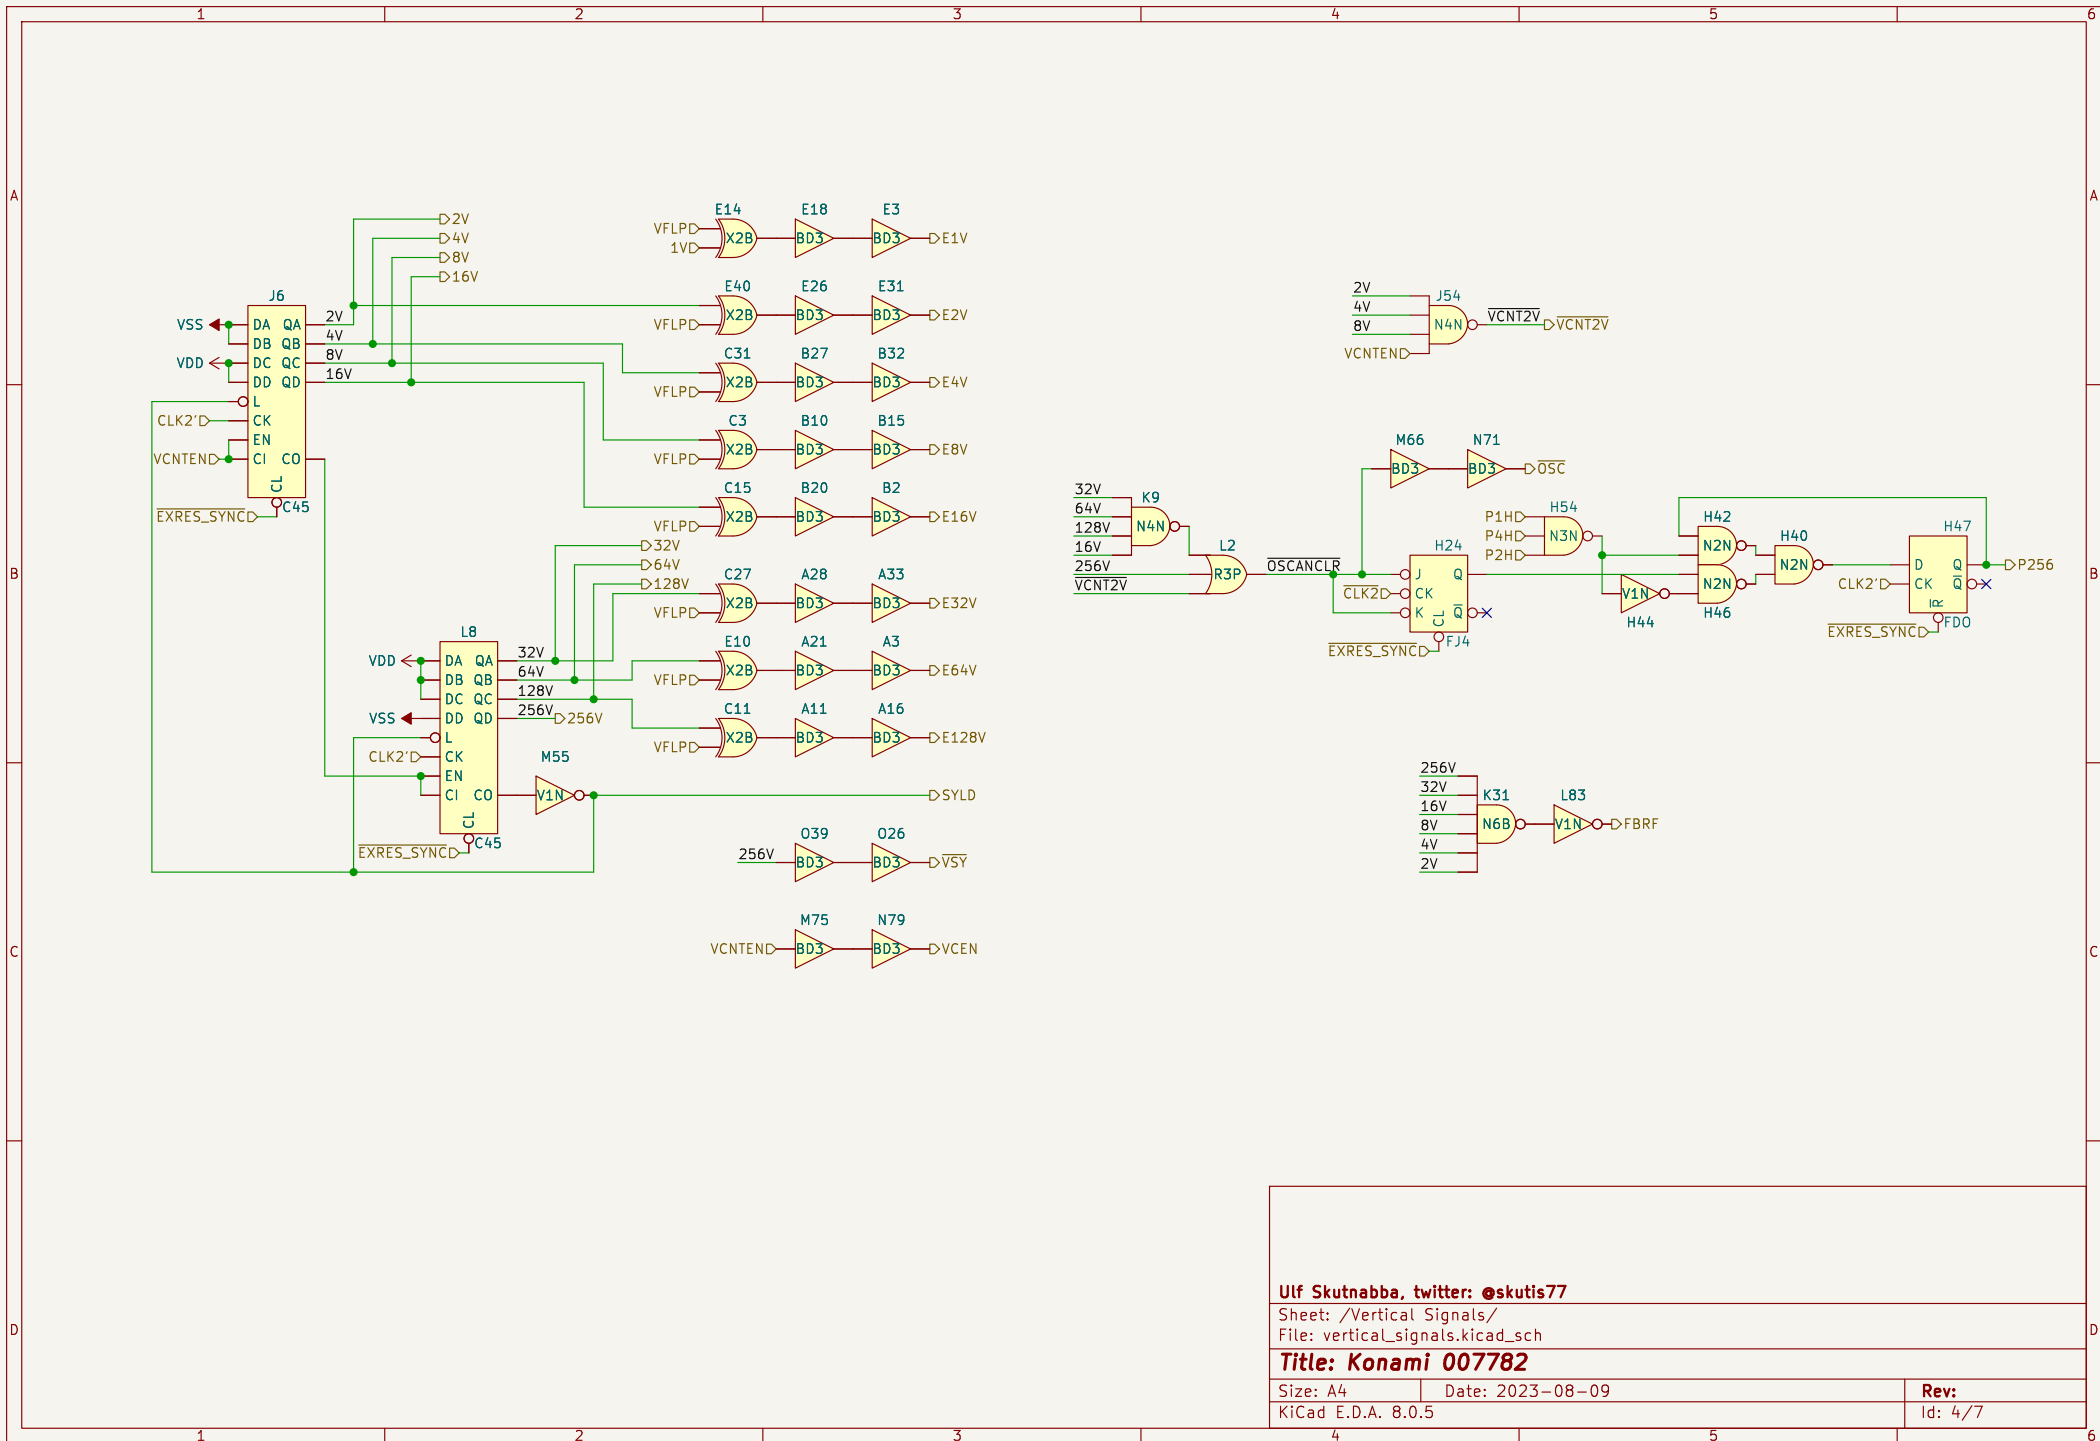 1 2 3 4 5 6
A
B
C
D
A
B
C
D
2V
4V
8V
16V
J6
VSS
VDD
DA QA 2V
DB QB 4V
DC QC 8V
DD QD 16V
L
CLK2' CK
EN
VCNTEN CI CO
CL
C45
EXRES_SYNC
E14
VFLP
1V
X2B
E18
BD3
E3
BD3
E1V
E40
VFLP
X2B
E26
BD3
E31
BD3
E2V
C31
VFLP
X2B
B27
BD3
B32
BD3
E4V
C3
VFLP
X2B
B10
BD3
B15
BD3
E8V
C15
VFLP
X2B
B20
BD3
B2
BD3
E16V
32V
64V
128V
C27
VFLP
X2B
A28
BD3
A33
BD3
E32V
E10
VFLP
X2B
A21
BD3
A3
BD3
E64V
C11
VFLP
X2B
A11
BD3
A16
BD3
E128V
L8
VDD
VSS
DA QA 32V
DB QB 64V
DC QC 128V
DD QD 256V
256V
L
CLK2' CK
EN
CI CO
CL
C45
EXRES_SYNC
M55
V1N
SYLD
256V
O39
BD3
O26
BD3
VSY
VCNTEN
M75
BD3
N79
BD3
VCEN
2V
4V
8V
VCNTEN
J54
N4N
VCNT2V
VCNT2V
32V
64V
128V
16V
256V
VCNT2V
K9
N4N
L2
R3P
OSCANCLR
M66
BD3
N71
BD3
OSC
H24
J Q
CLK2 CK
K Q
CL
FJ4
EXRES_SYNC
P1H
P4H
P2H
H54
N3N
V1N
H44
H42
N2N
N2N
H46
H40
N2N
H47
D Q
CLK2' CK Q
R
FDO
EXRES_SYNC
P256
256V
32V
16V
8V
4V
2V
K31
N6B
L83
V1N
FBRF
Ulf Skutnabba, twitter: @skutis77
Sheet: /Vertical Signals/
File: vertical_signals.kicad_sch
Title: Konami 007782
Size: A4 Date: 2023-08-09 Rev:
KiCad E.D.A. 8.0.5 Id: 4/7
1 2 3 4 5 6